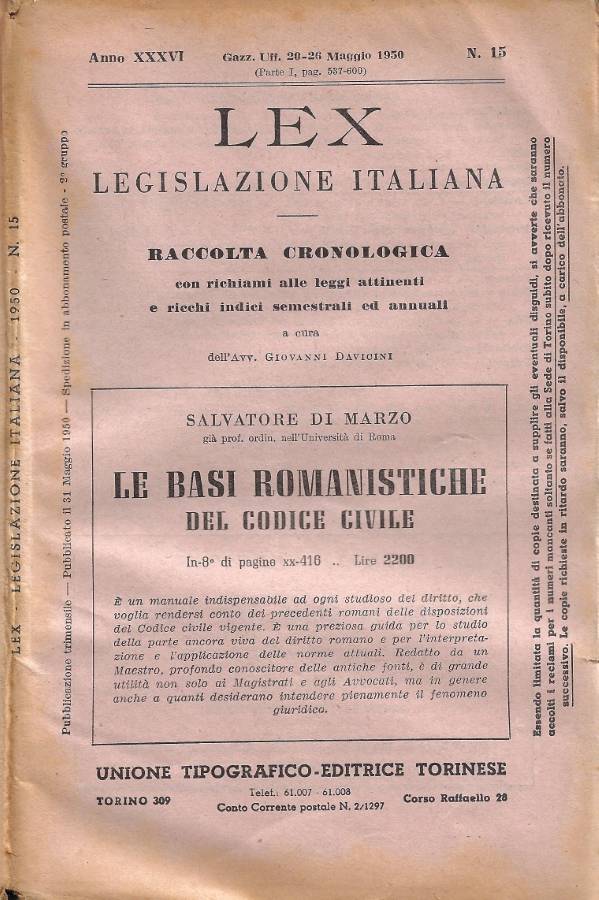 Anno XXXVI Gazz. Uff. 20-26 Maggio 1950 N. 15
(Parte I, pag. 537-600)
LEX
LEGISLAZIONE ITALIANA
RACCOLTA CRONOLOGICA
con richiami alle leggi attinenti
e ricchi indici semestrali ed annuali
a cura
dell'Avv. GIOVANNI DAVICINI
SALVATORE DI MARZO
già prof. ordin. nell'Università di Roma
LE BASI ROMANISTICHE
DEL CODICE CIVILE
In-8º di pagine xx-416 .. Lire 2200
È un manuale indispensabile ad ogni studioso del diritto, che
voglia rendersi conto dei precedenti romani delle disposizioni
del Codice civile vigente. È una preziosa guida per lo studio
della parte ancora viva del diritto romano e per l'interpreta-
zione e l'applicazione delle norme attuali. Redatto da un
Maestro, profondo conoscitore delle antiche fonti, è di grande
utilità non solo ai Magistrati e agli Avvocati, ma in genere
anche a quanti desiderano intendere pienamente il fenomeno
giuridico.
UNIONE TIPOGRAFICO-EDITRICE TORINESE
TORINO 309 Telef.: 61.007 - 61.008 Corso Raffaello 28
Conto Corrente postale N. 2/1297
LEX - LEGISLAZIONE ITALIANA - 1950 - N. 15
Pubblicazione trimensile — Pubblicato il 31 Maggio 1950 — Spedizione in abbonamento postale - 2º gruppo
Essendo limitata la quantità di copie destinata a supplire gli eventuali disguidi, si avverte che saranno
accolti i reclami per i numeri mancanti soltanto se fatti alla Sede di Torino subito dopo ricevuto il numero
successivo. Le copie richieste in ritardo saranno, salvo il disponibile, a carico dell'abbonato.